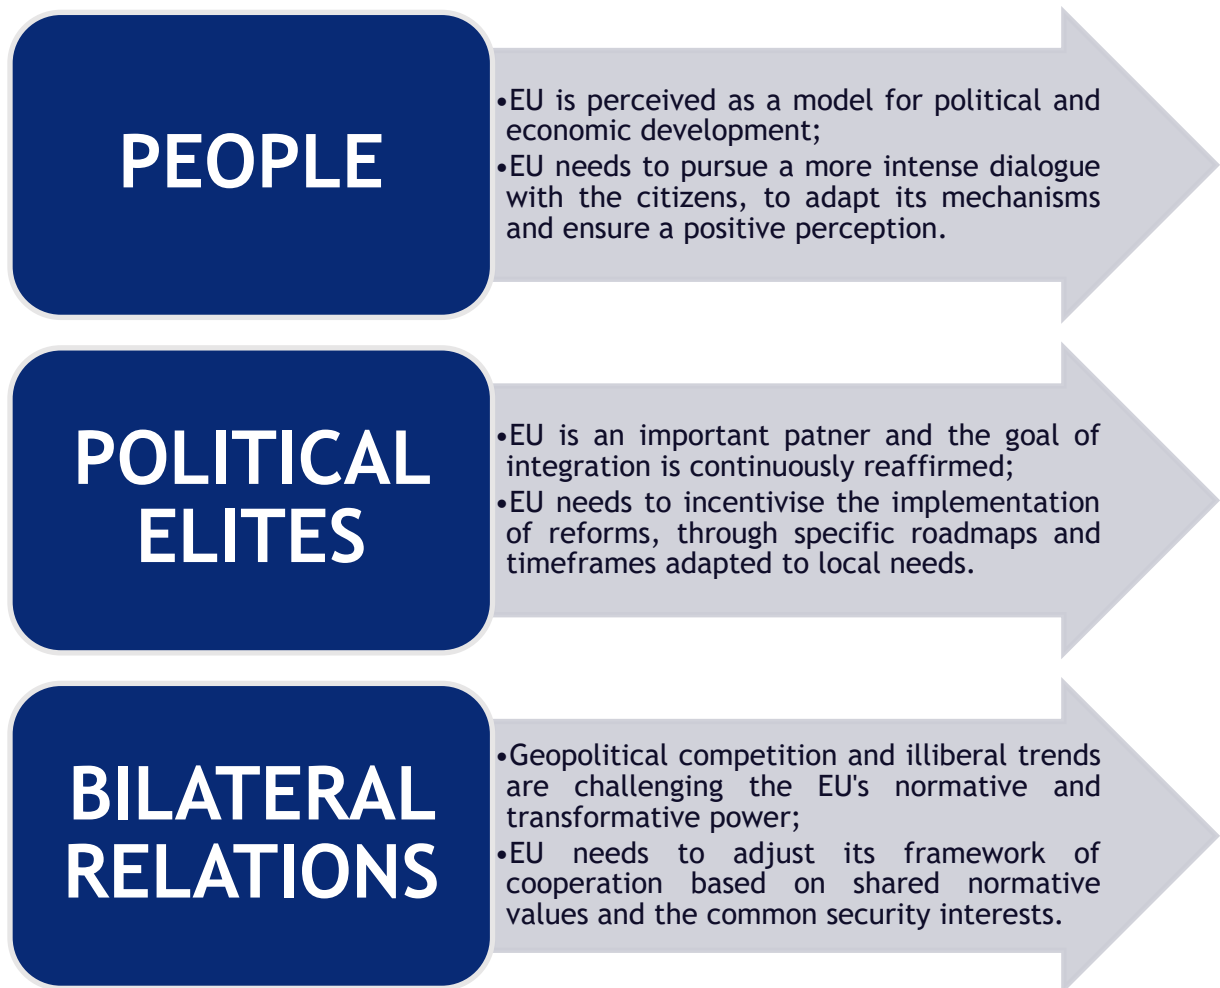 PEOPLE
•EU is perceived as a model for political and
economic development;
•EU needs to pursue a more intense dialogue
with the citizens, to adapt its mechanisms
and ensure a positive perception.
POLITICAL
ELITES
•EU is an important patner and the goal of
integration is continuously reaffirmed;
•EU needs to incentivise the implementation
of reforms, through specific roadmaps and
timeframes adapted to local needs.
BILATERAL
RELATIONS
•Geopolitical competition and illiberal trends
are challenging the EU's normative and
transformative power;
•EU needs to adjust its framework of
cooperation based on shared normative
values and the common security interests.